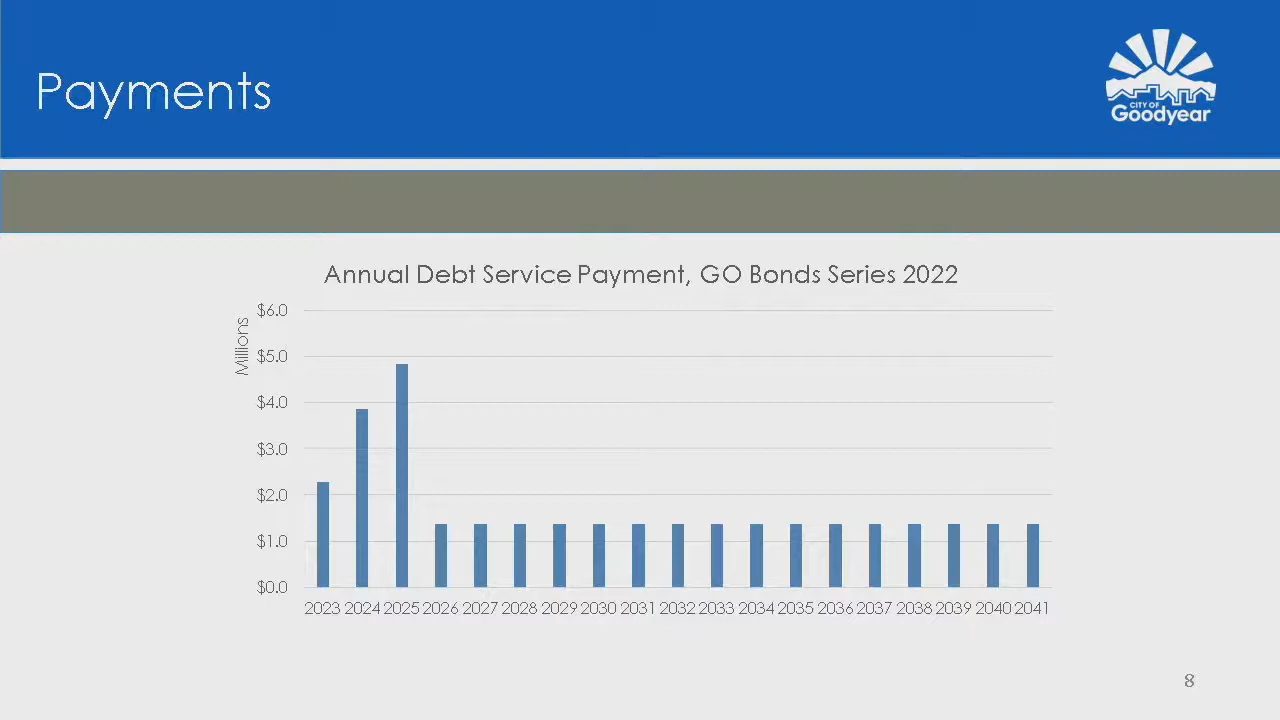 Payments
CITY OF
Goodyear
Annual Debt Service Payment, GO Bonds Series 2022
Millions
$6.0
$5.0
$4.0
$3.0
$2.0
$1.0
$0.0
2023 2024 2025 2026 2027 2028 2029 2030 2031 2032 2033 2034 2035 2036 2037 2038 2039 2040 2041
8